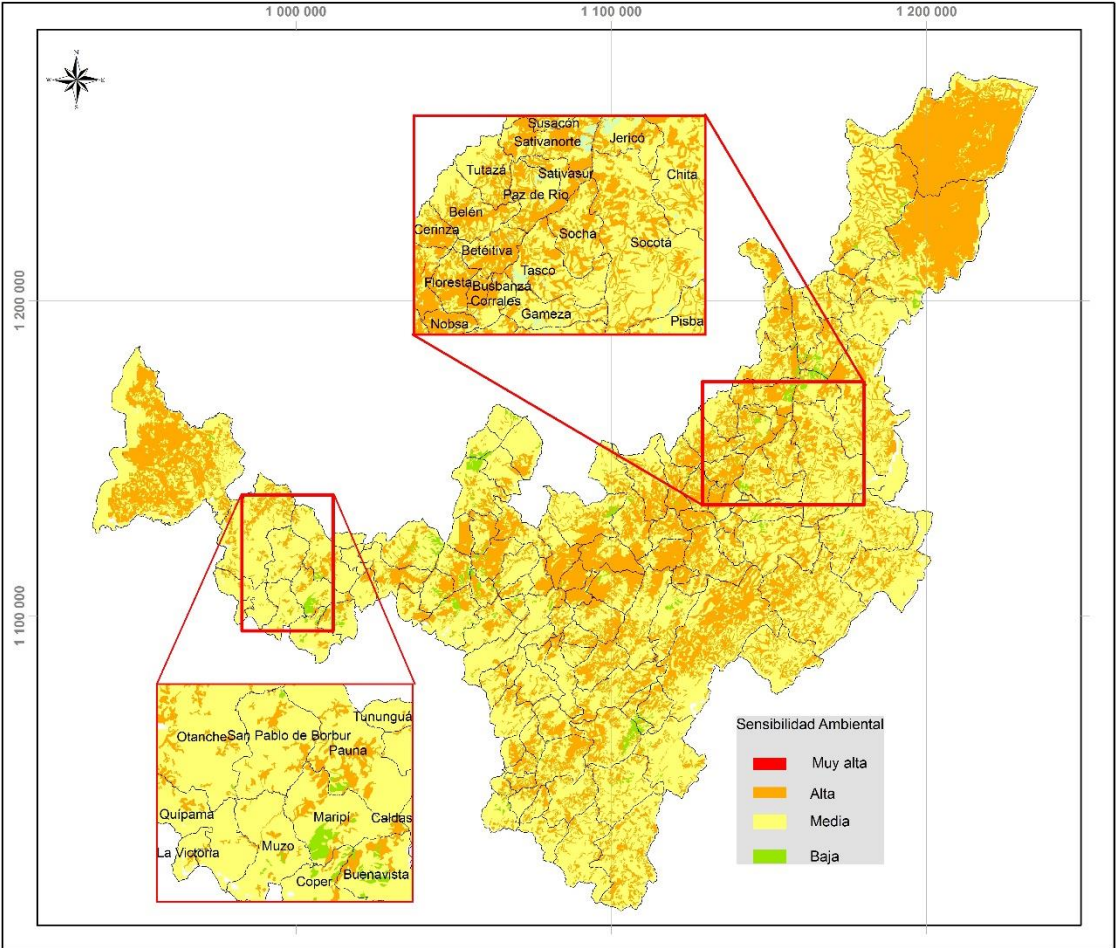 1 000 000
1 100 000
1 200 000
N
W
E
S
1 200 000
1 100 000
Susacón
Sativanorte
Jericó
Tutazá
Sativasur
Chita
Paz de Río
Belén
Cerinza
Socha
Socotá
Betéitiva
Tasco
Floresta
Busbanzá
Corrales
Gameza
Nobsa
Pisba
Tununguá
Otanche
San Pablo de Borbur
Pauna
Quipama
Maripí
Caldas
Muzo
La Victoria
Coper
Buenavista
Sensibilidad Ambiental
Muy alta
Alta
Media
Baja